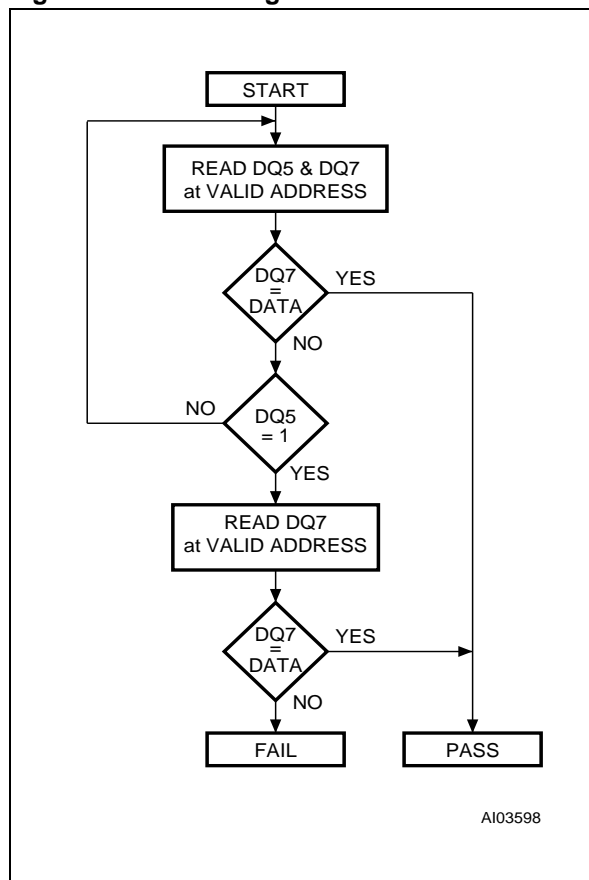 START
READ DQ5 & DQ7
at VALID ADDRESS
DQ7
=
DATA
YES
NO
NO
DQ5
= 1
YES
READ DQ7
at VALID ADDRESS
DQ7
=
DATA
YES
NO
FAIL
PASS
AI03598